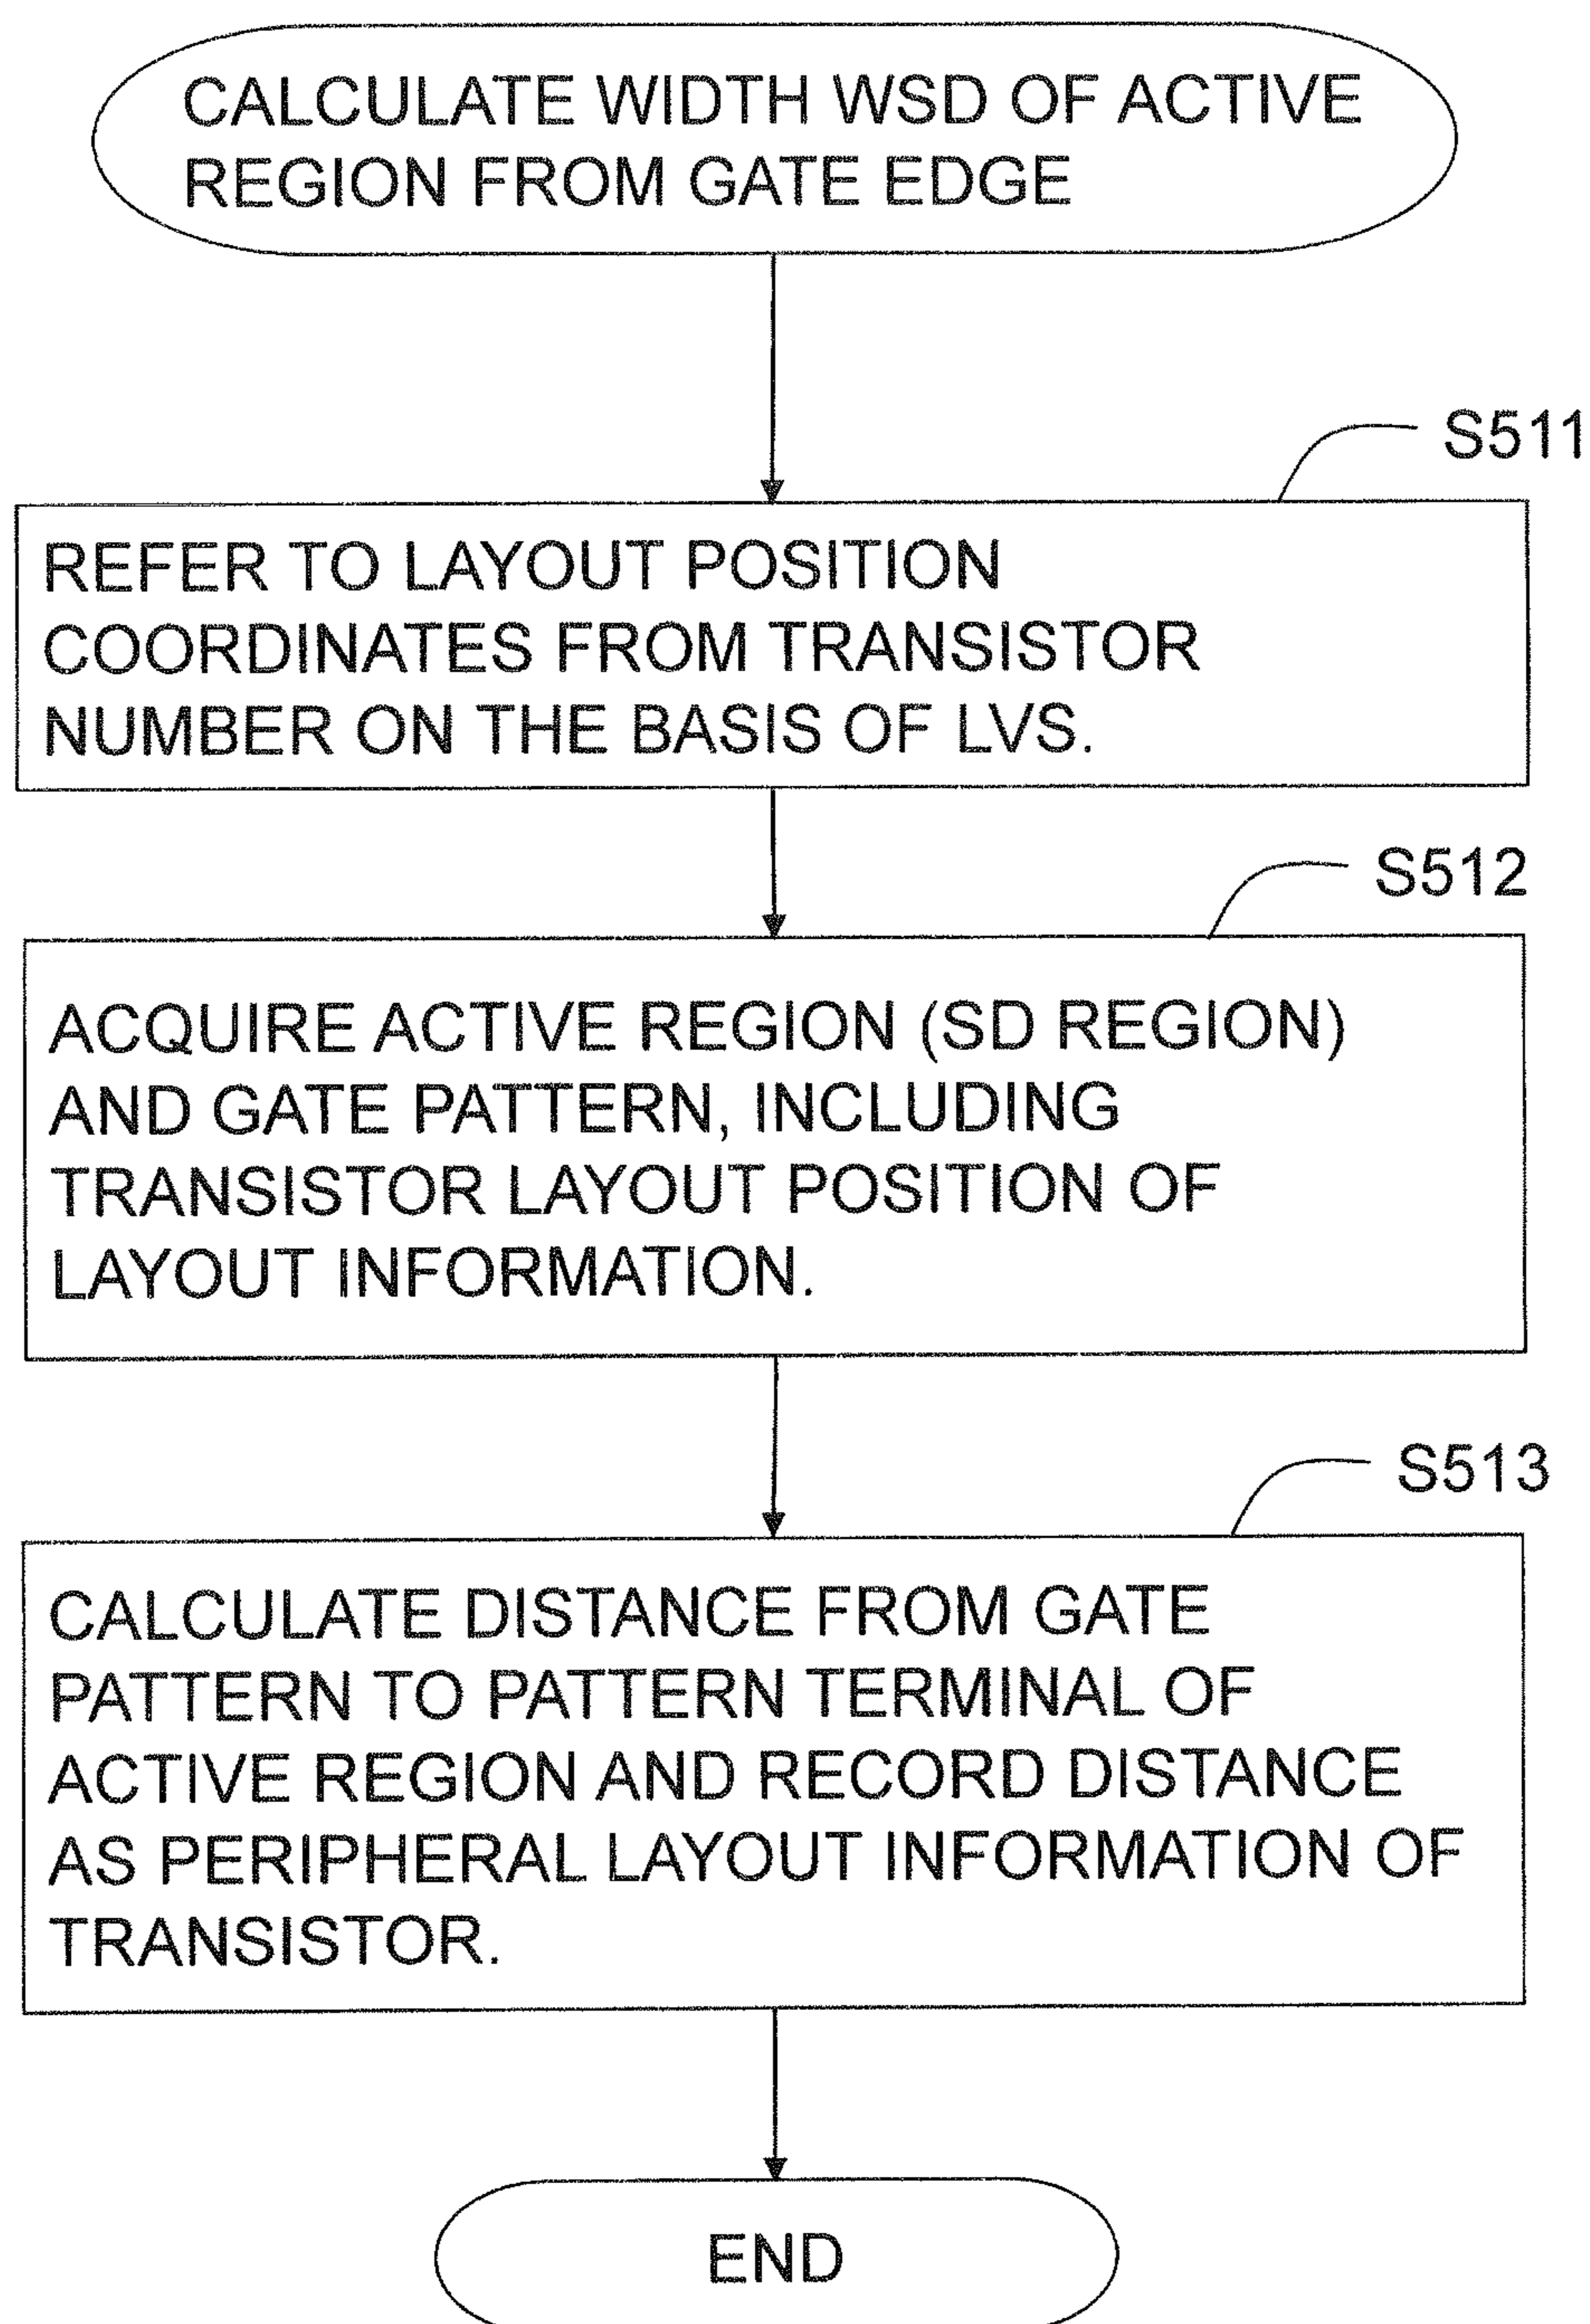 CALCULATE WIDTH WSD OF ACTIVE
REGION FROM GATE EDGE
S511
REFER TO LAYOUT POSITION
COORDINATES FROM TRANSISTOR
NUMBER ON THE BASIS OF LVS.
S512
ACQUIRE ACTIVE REGION (SD REGION)
AND GATE PATTERN, INCLUDING
TRANSISTOR LAYOUT POSITION OF
LAYOUT INFORMATION.
S513
CALCULATE DISTANCE FROM GATE
PATTERN TO PATTERN TERMINAL OF
ACTIVE REGION AND RECORD DISTANCE
AS PERIPHERAL LAYOUT INFORMATION OF
TRANSISTOR.
END